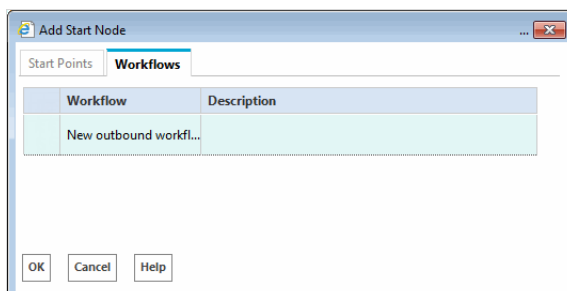 Add Start Node ...
Start Points Workflows
Workflow Description
New outbound workfl...
OK Cancel Help